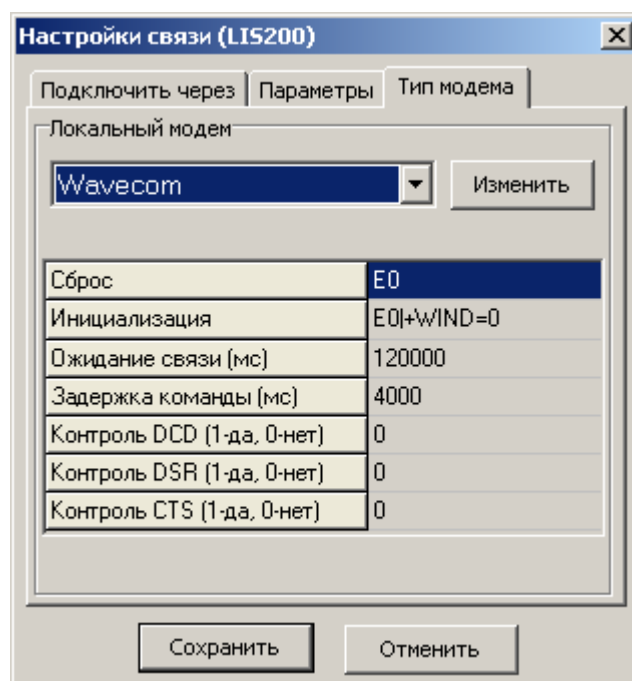 Настройки связи (LIS200)
Подключить через Параметры Тип модема
Локальный модем
Wavecom Изменить
Сброс E0
Инициализация E0|+WIND=0
Ожидание связи (мс) 120000
Задержка команды (мс) 4000
Контроль DCD (1-да, 0-нет) 0
Контроль DSR (1-да, 0-нет) 0
Контроль CTS (1-да, 0-нет) 0
Сохранить Отменить